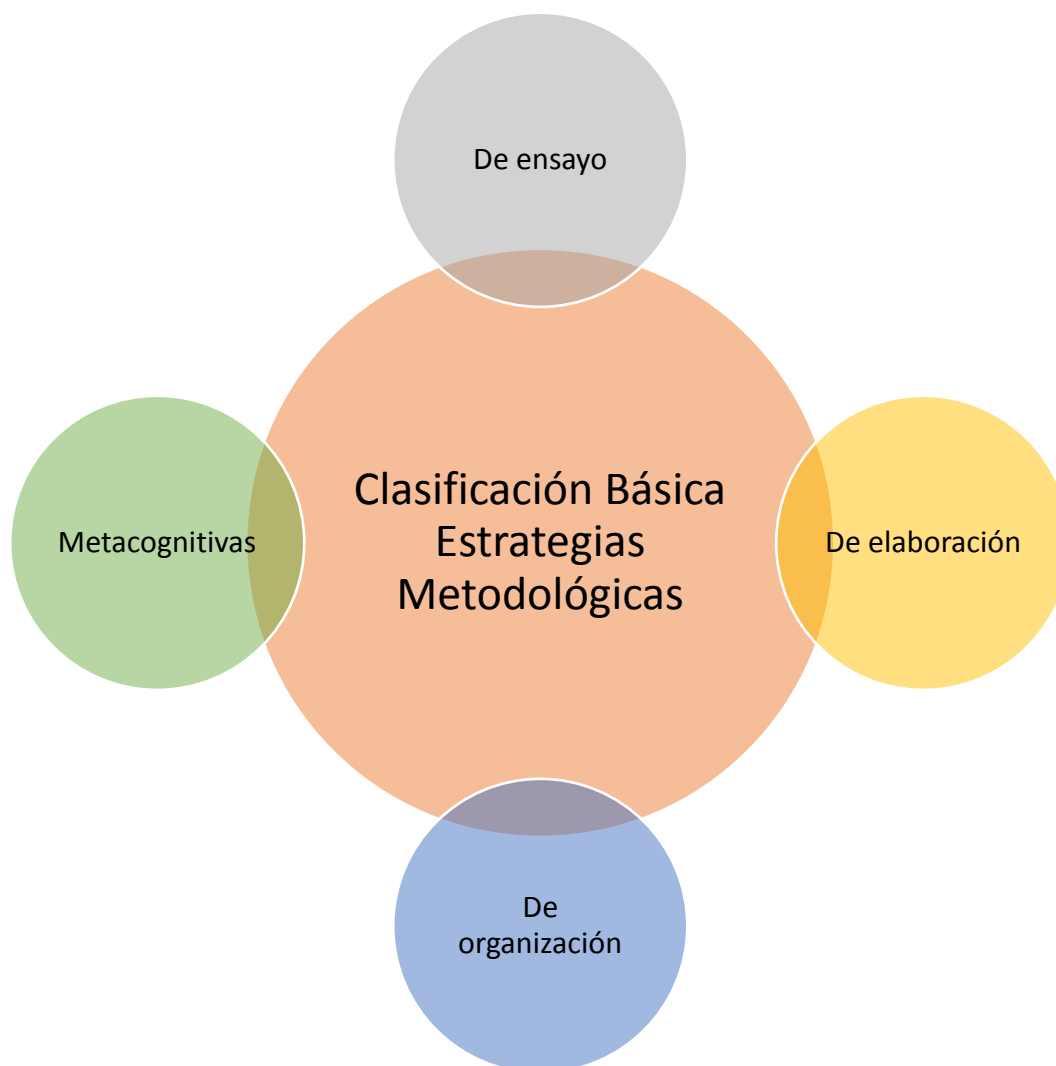 De ensayo
Clasificación Básica
Estrategias
Metodológicas
Metacognitivas
De elaboración
De
organización